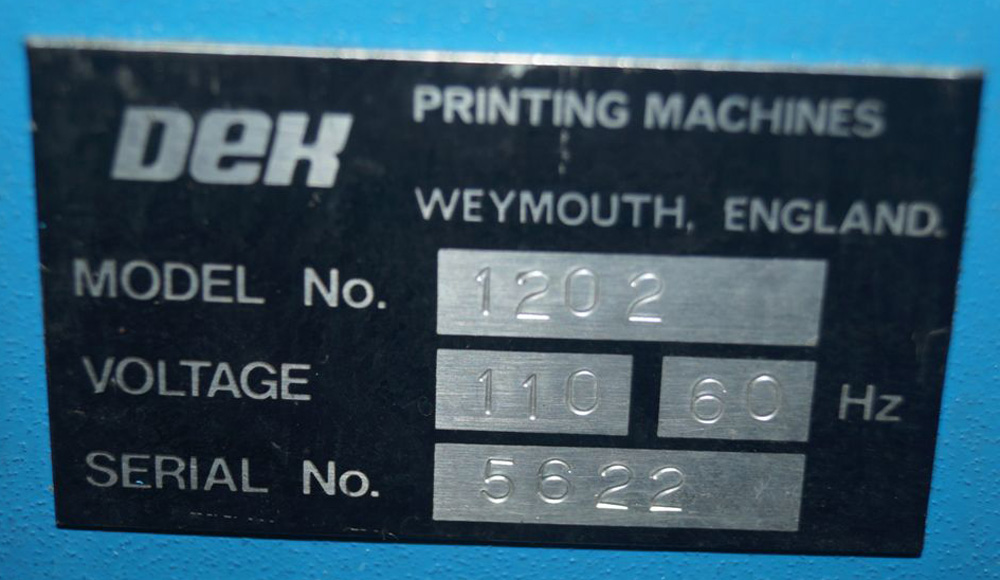 DEK
PRINTING MACHINES
WEYMOUTH, ENGLAND.
MODEL No. 1202
VOLTAGE 110 60 Hz
SERIAL No. 5622